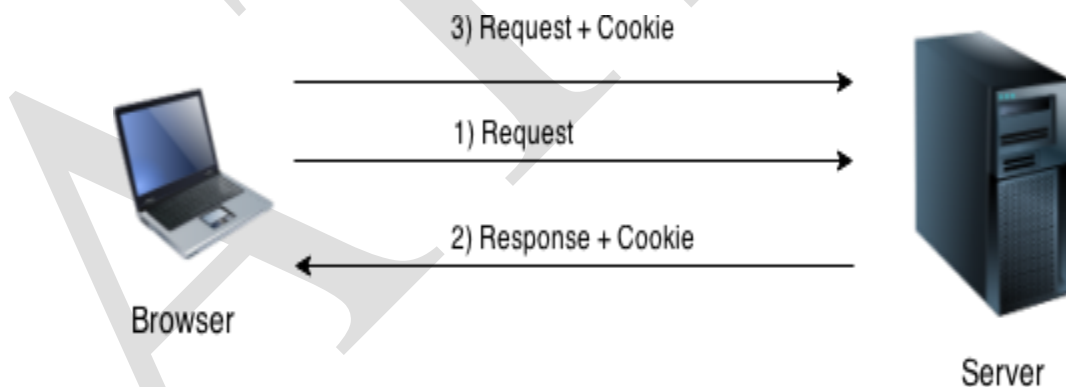 3) Request + Cookie
1) Request
2) Response + Cookie
Browser
Server